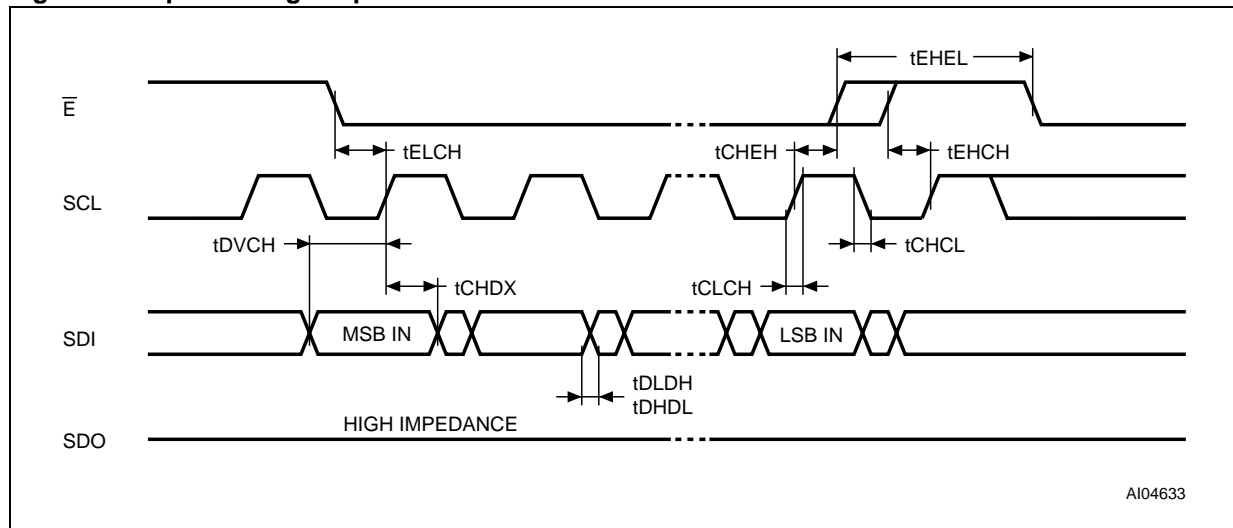 tEHEL
E
tELCH
tCHEH
tEHCH
SCL
tDVCH
tCHCL
tCHDX
tCLCH
SDI
MSB IN
LSB IN
tDLDH
tDHDL
HIGH IMPEDANCE
SDO
AI04633